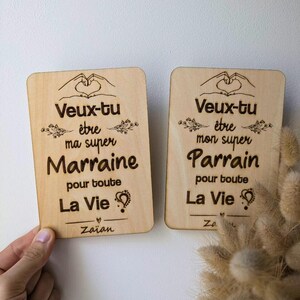 Veux-tu
être
ma super
Marraine
pour toute
La Vie
Zaïan
Veux-tu
être
mon super
Parrain
pour toute
La Vie
Zaïan